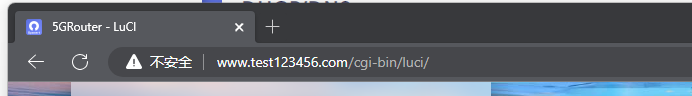 5GRouter - LuCI
不安全 www.test123456.com/cgi-bin/luci/